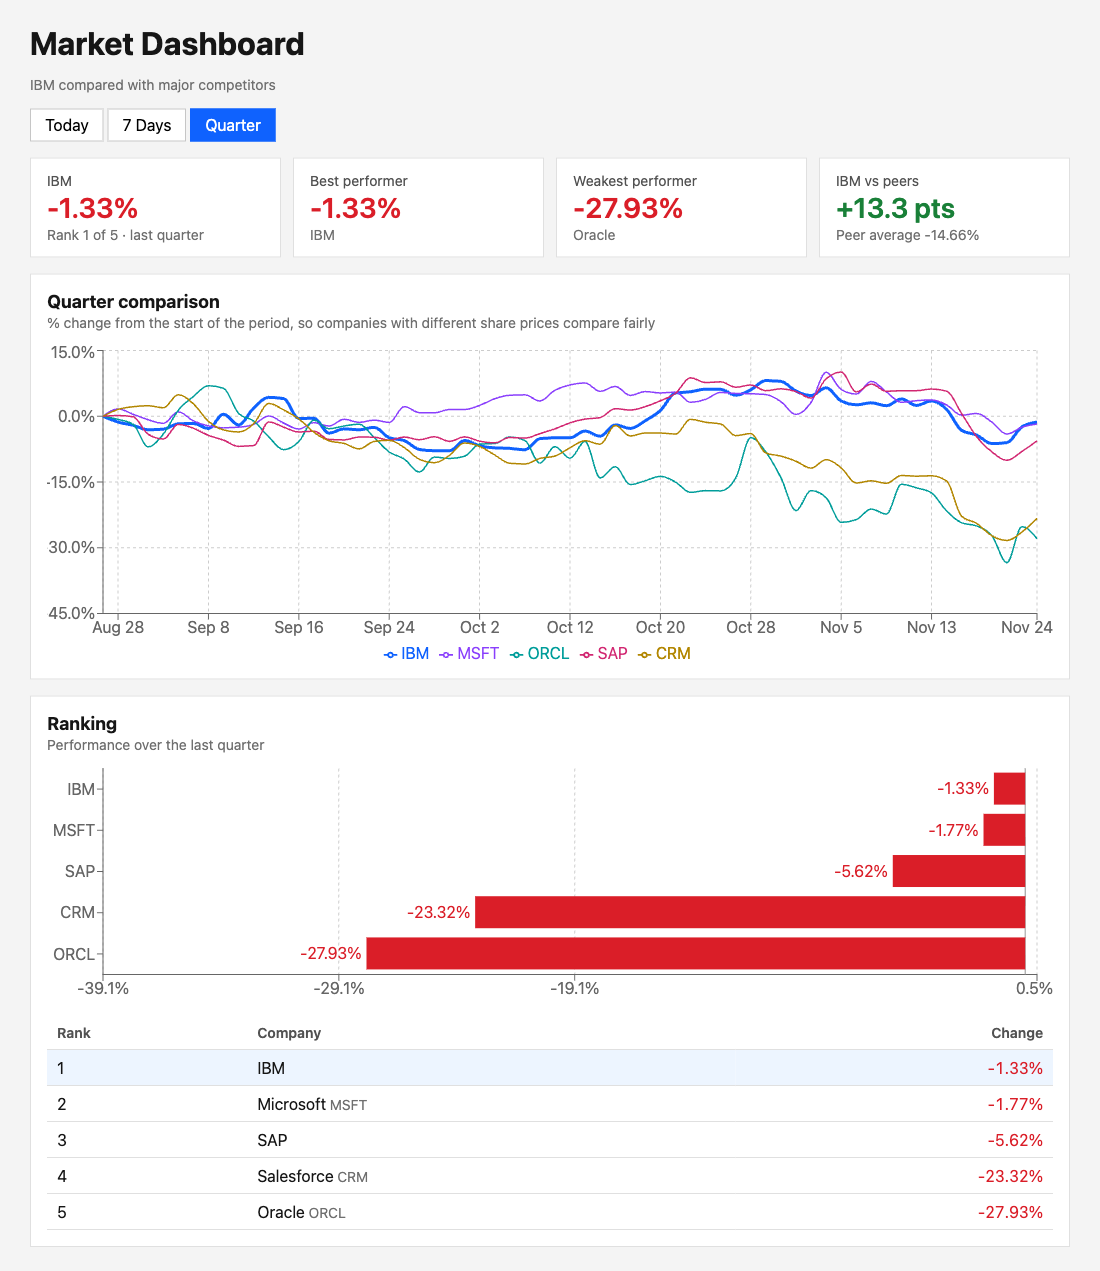 Market Dashboard
IBM compared with major competitors
Today 7 Days Quarter
IBM
-1.33%
Rank 1 of 5 · last quarter
Best performer
-1.33%
IBM
Weakest performer
-27.93%
Oracle
IBM vs peers
+13.3 pts
Peer average -14.66%
Quarter comparison
% change from the start of the period, so companies with different share prices compare fairly
15.0%
0.0%
-15.0%
30.0%
45.0%
Aug 28 Sep 8 Sep 16 Sep 24 Oct 2 Oct 12 Oct 20 Oct 28 Nov 5 Nov 13 Nov 24
IBM MSFT ORCL SAP CRM
Ranking
Performance over the last quarter
IBM -1.33%
MSFT -1.77%
SAP -5.62%
CRM -23.32%
ORCL -27.93%
-39.1% -29.1% -19.1% 0.5%
Rank Company Change
1 IBM -1.33%
2 Microsoft MSFT -1.77%
3 SAP -5.62%
4 Salesforce CRM -23.32%
5 Oracle ORCL -27.93%